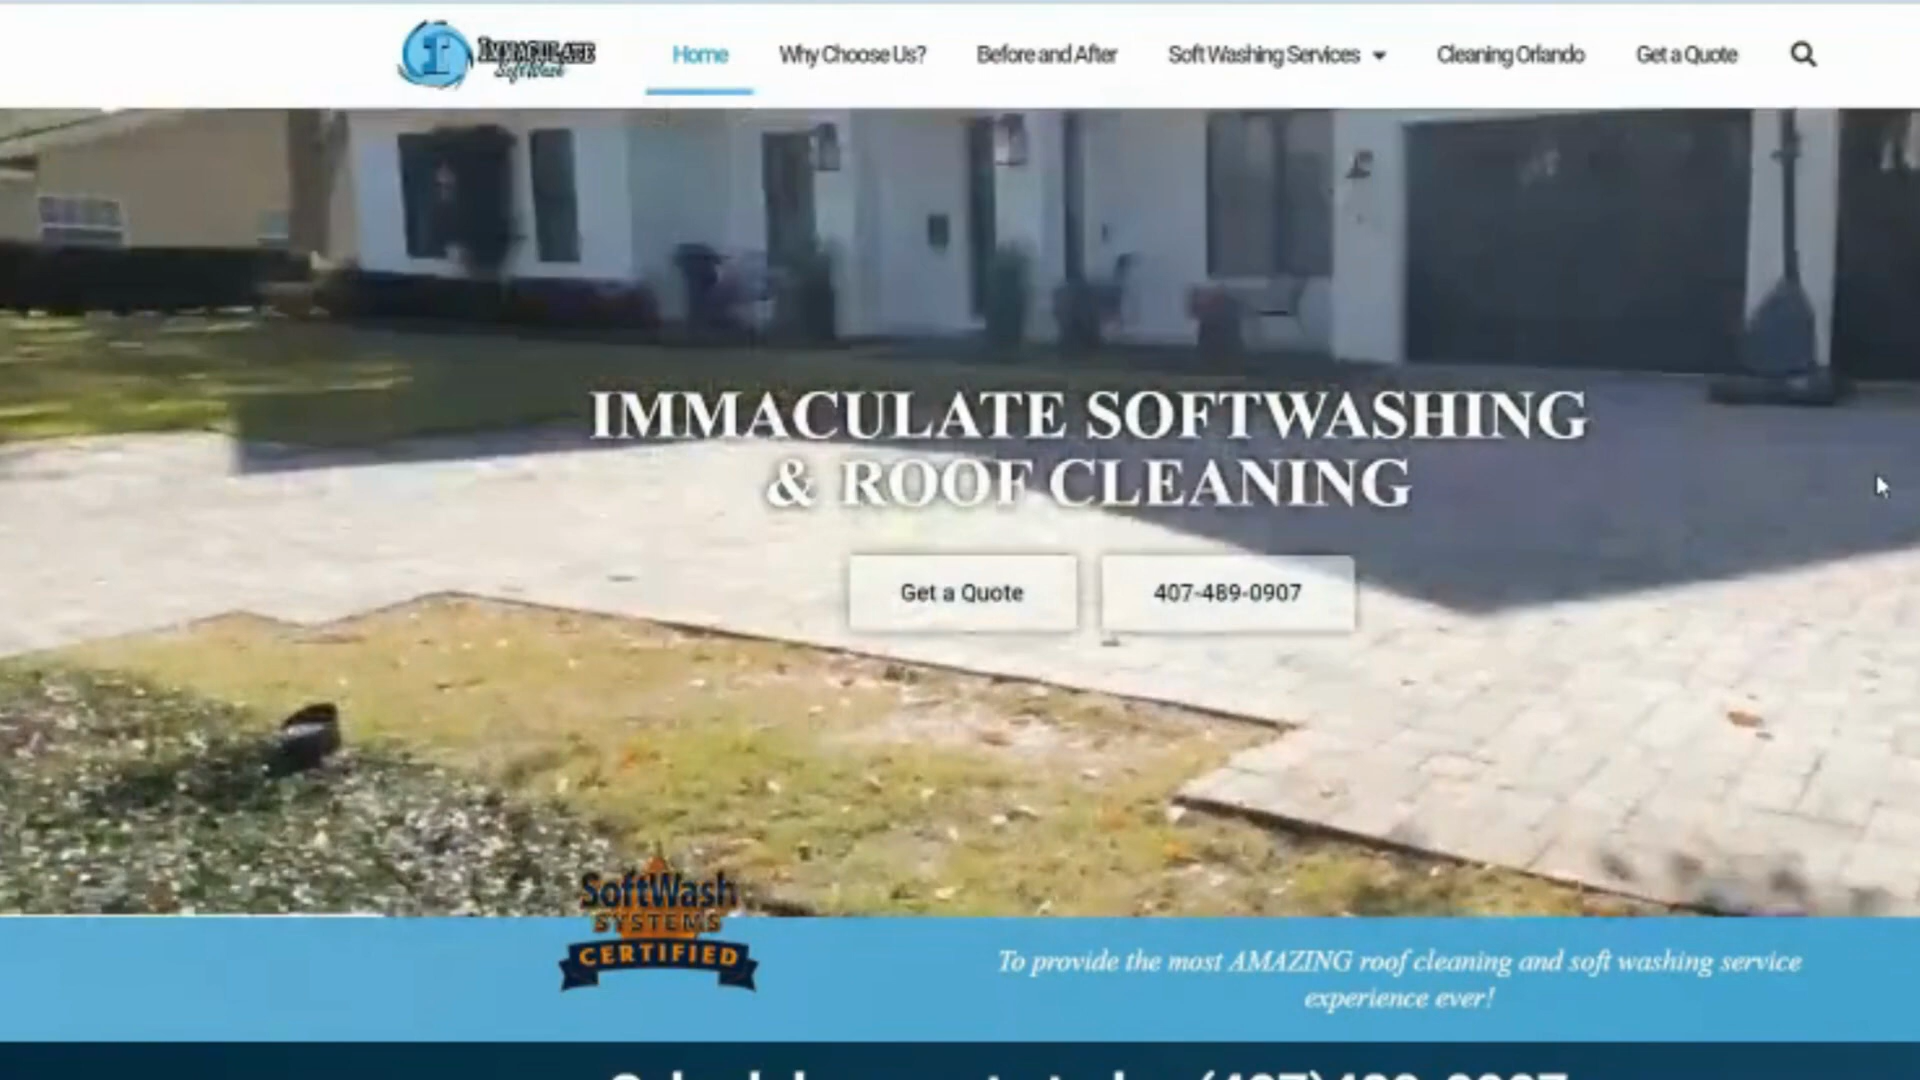 IMMACULATE
SoftWash
Home
Why Choose Us?
Before and After
Soft Washing Services
Cleaning Orlando
Get a Quote
IMMACULATE SOFTWASHING
& ROOF CLEANING
Get a Quote
407-489-0907
SoftWash
SYSTEMS
CERTIFIED
To provide the most AMAZING roof cleaning and soft washing service
experience ever!